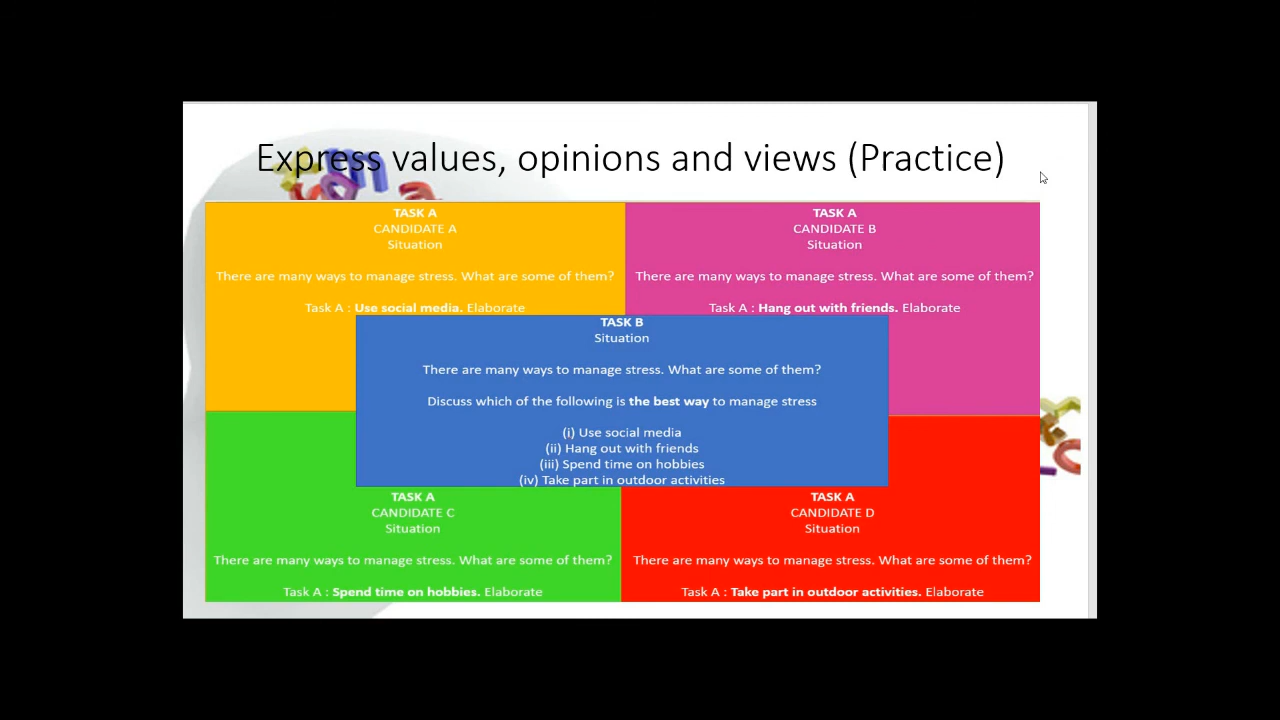 Express values, opinions and views (Practice)
TASK A
CANDIDATE A
Situation
There are many ways to manage stress. What are some of them?
Task A : Use social media. Elaborate
TASK A
CANDIDATE B
Situation
There are many ways to manage stress. What are some of them?
Task A : Hang out with friends. Elaborate
TASK B
Situation
There are many ways to manage stress. What are some of them?
Discuss which of the following is the best way to manage stress
(i) Use social media
(ii) Hang out with friends
(iii) Spend time on hobbies
(iv) Take part in outdoor activities
TASK A
CANDIDATE C
Situation
There are many ways to manage stress. What are some of them?
Task A : Spend time on hobbies. Elaborate
TASK A
CANDIDATE D
Situation
There are many ways to manage stress. What are some of them?
Task A : Take part in outdoor activities. Elaborate